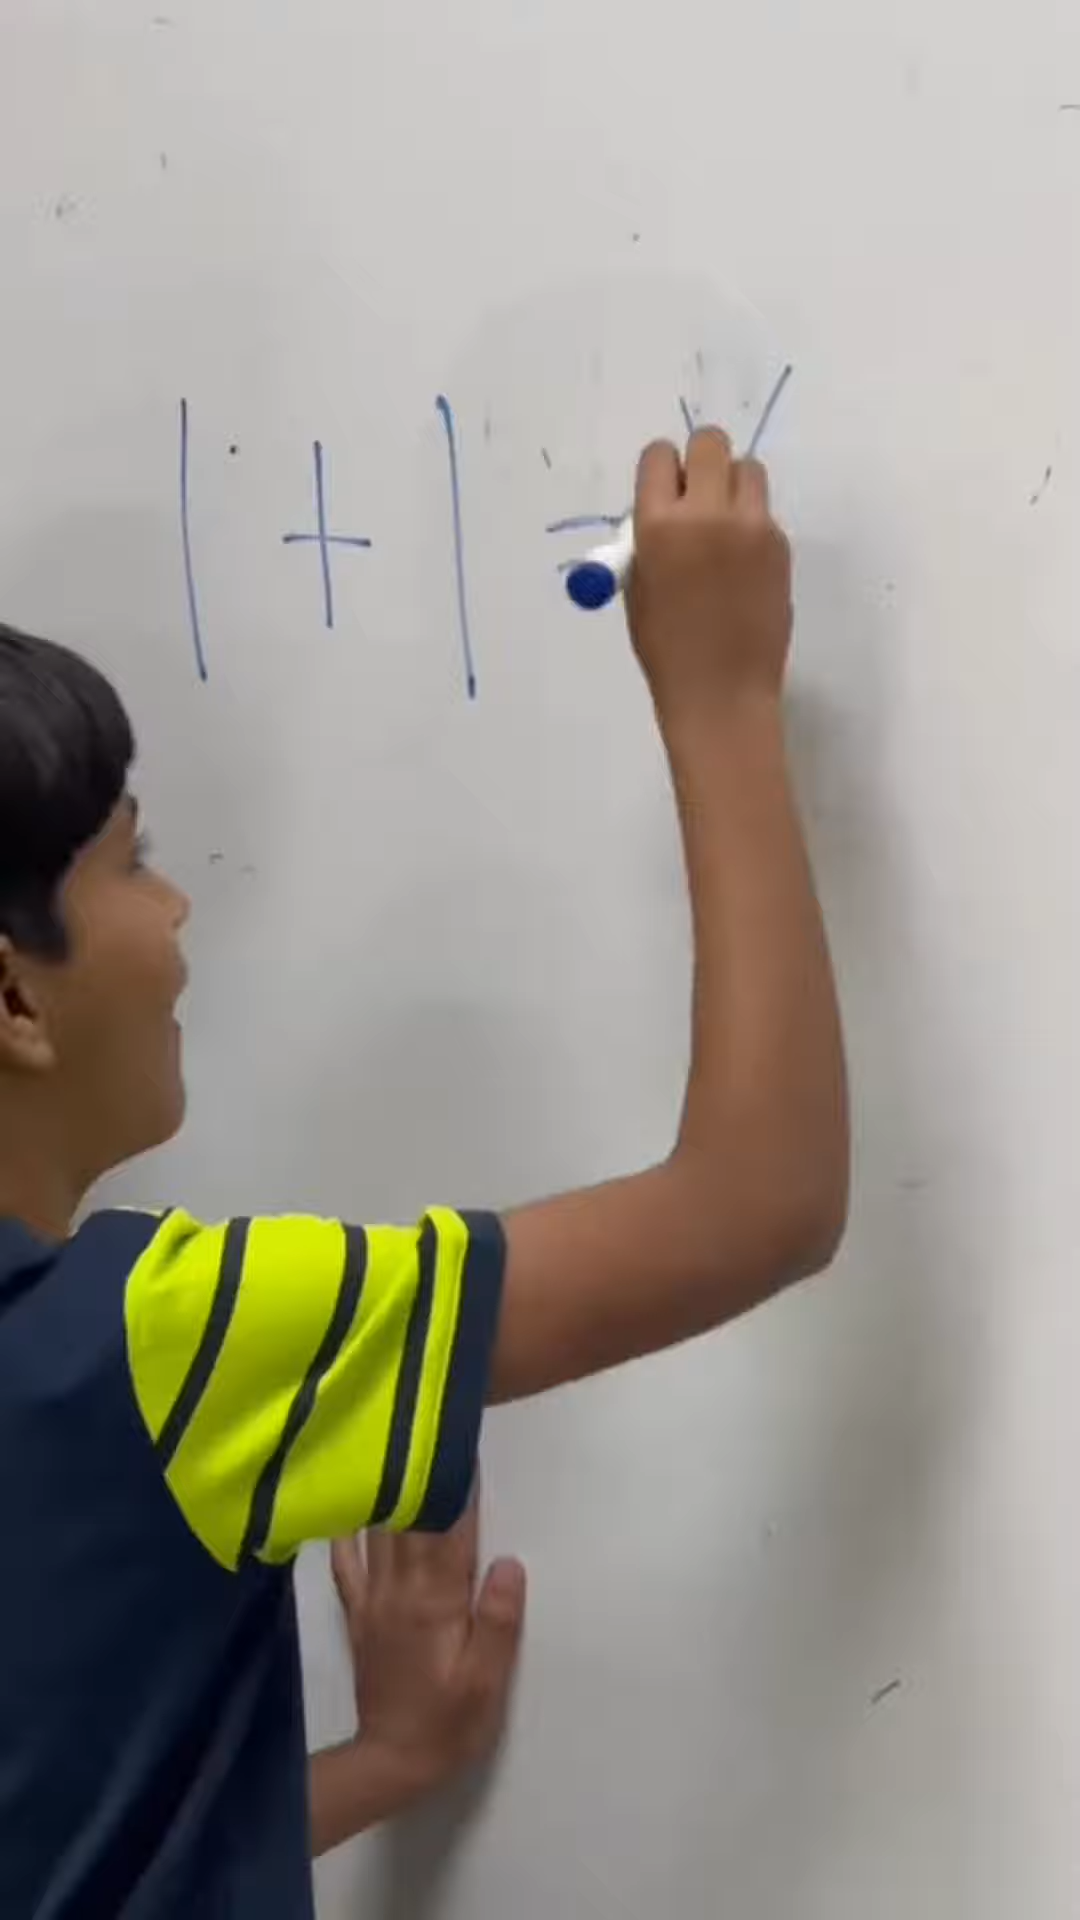 1 + 1 =